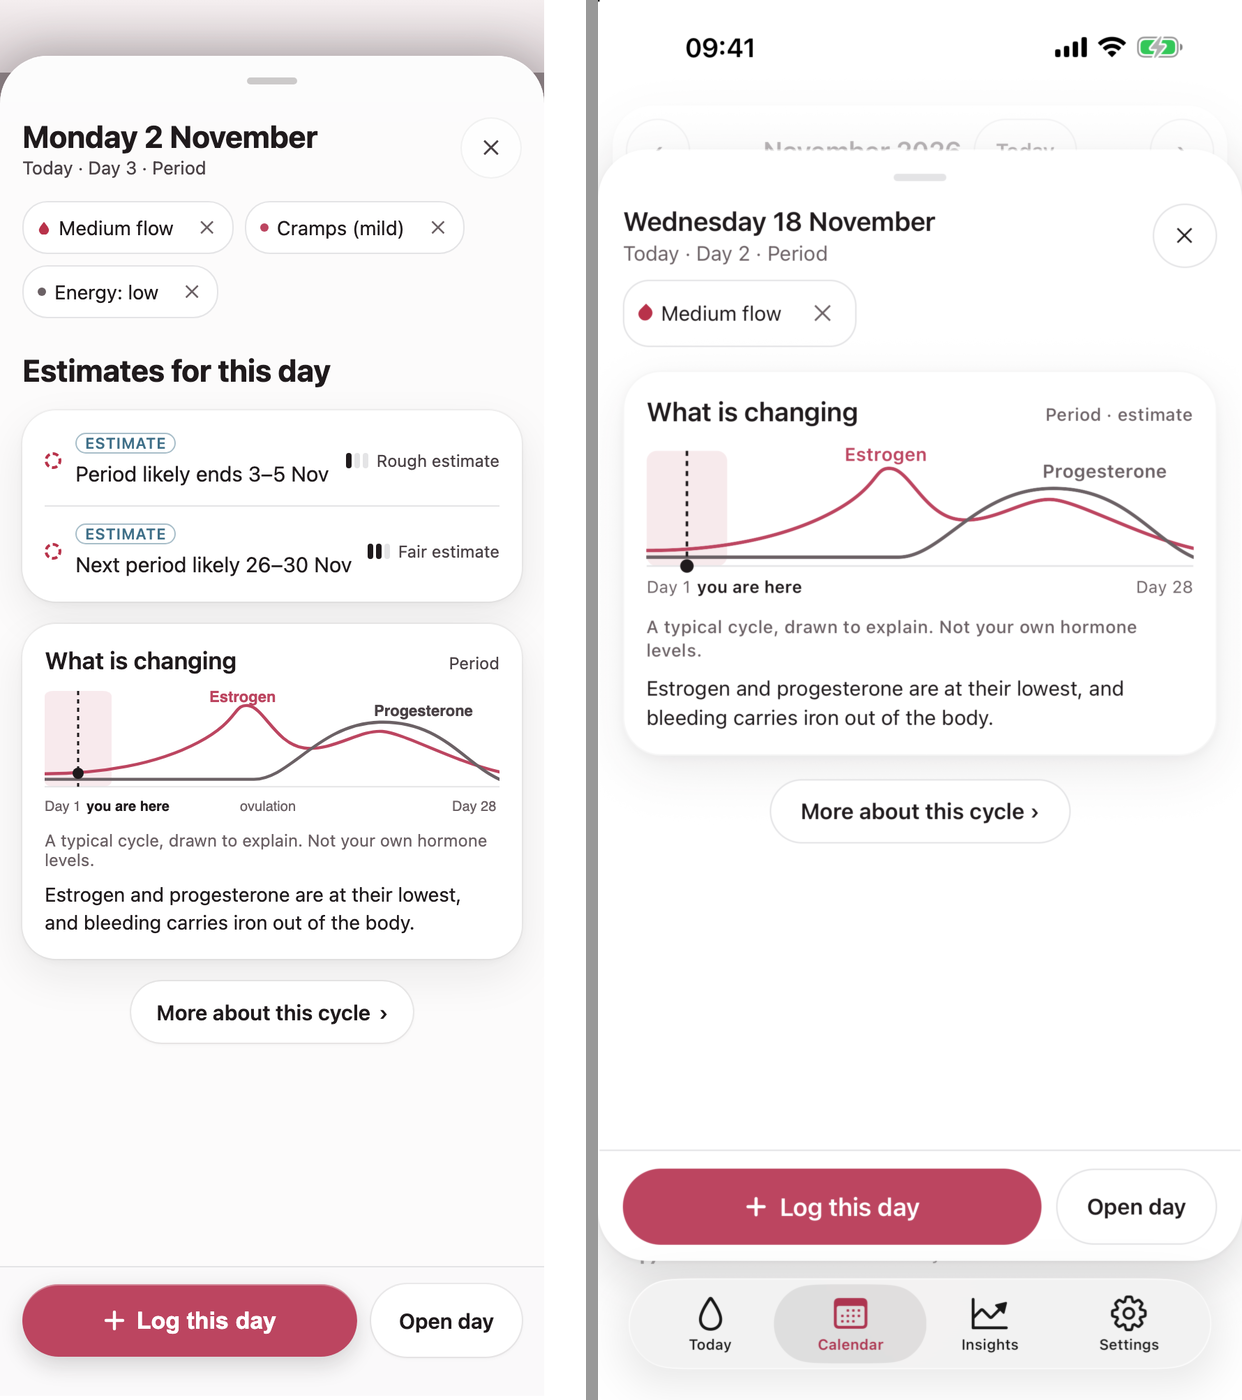 Monday 2 November
Today · Day 3 · Period
Medium flow
Cramps (mild)
Energy: low
Estimates for this day
ESTIMATE
Period likely ends 3–5 Nov
Rough estimate
ESTIMATE
Next period likely 26–30 Nov
Fair estimate
What is changing
Period
Estrogen
Progesterone
Day 1 you are here
ovulation
Day 28
A typical cycle, drawn to explain. Not your own hormone
levels.
Estrogen and progesterone are at their lowest,
and bleeding carries iron out of the body.
More about this cycle ›
+ Log this day
Open day
09:41
November 2026
Today
Wednesday 18 November
Today · Day 2 · Period
Medium flow
What is changing
Period · estimate
Estrogen
Progesterone
Day 1 you are here
Day 28
A typical cycle, drawn to explain. Not your own hormone
levels.
Estrogen and progesterone are at their lowest, and
bleeding carries iron out of the body.
More about this cycle ›
+ Log this day
Open day
Today
Calendar
Insights
Settings